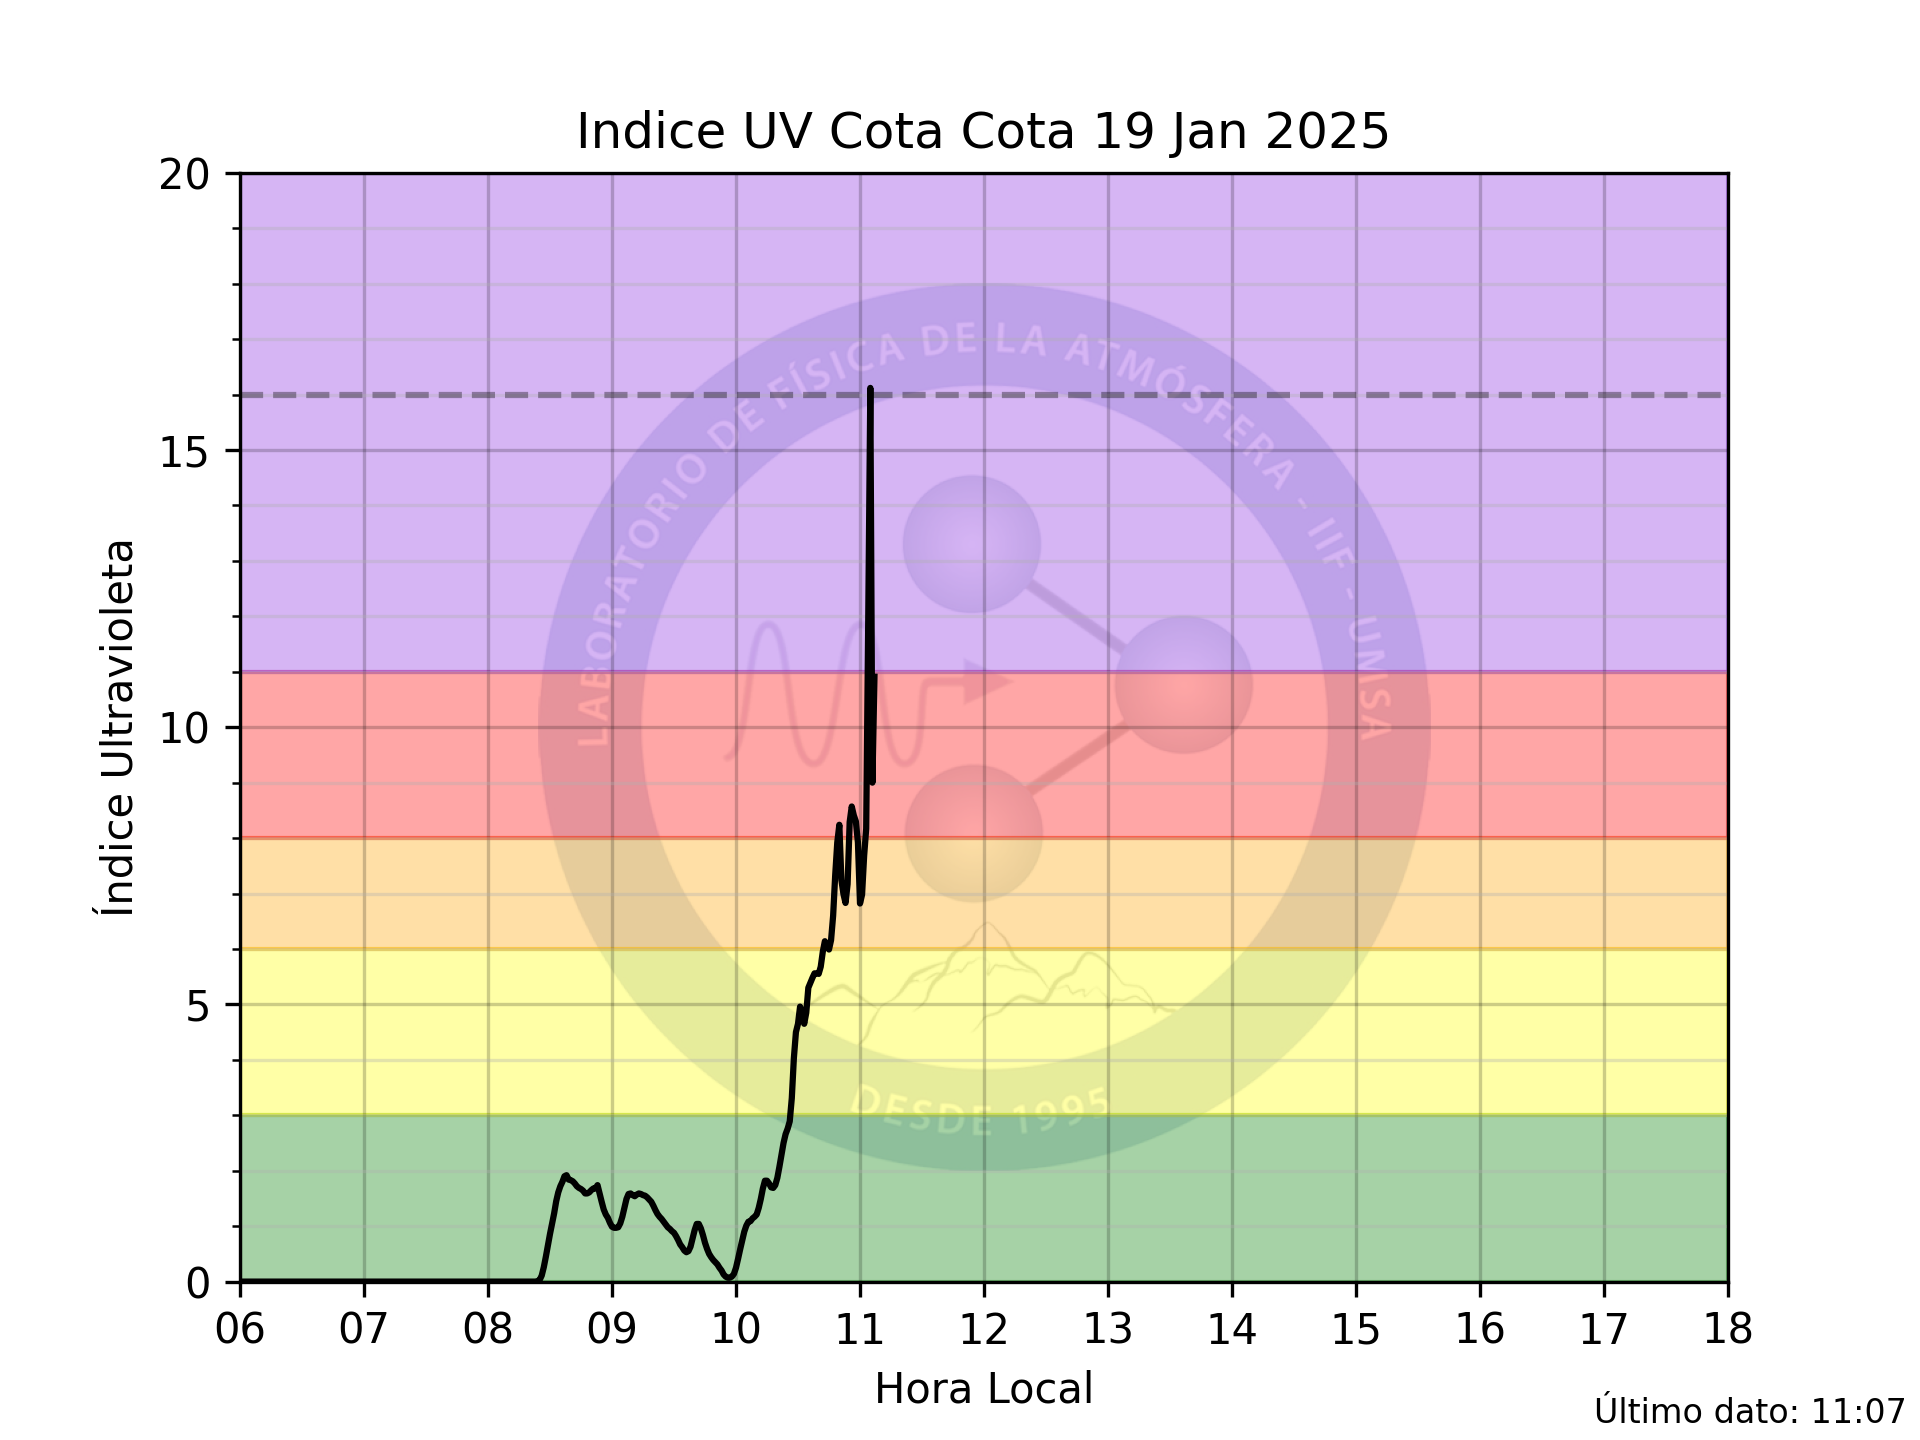 Indice UV Cota Cota 19 Jan 2025
20
15
10
5
0
Índice Ultravioleta
LABORATORIO DE FÍSICA DE LA ATMÓSFERA - IIF - UMSA
DESDE 1995
06 07 08 09 10 11 12 13 14 15 16 17 18
Hora Local
Último dato: 11:07